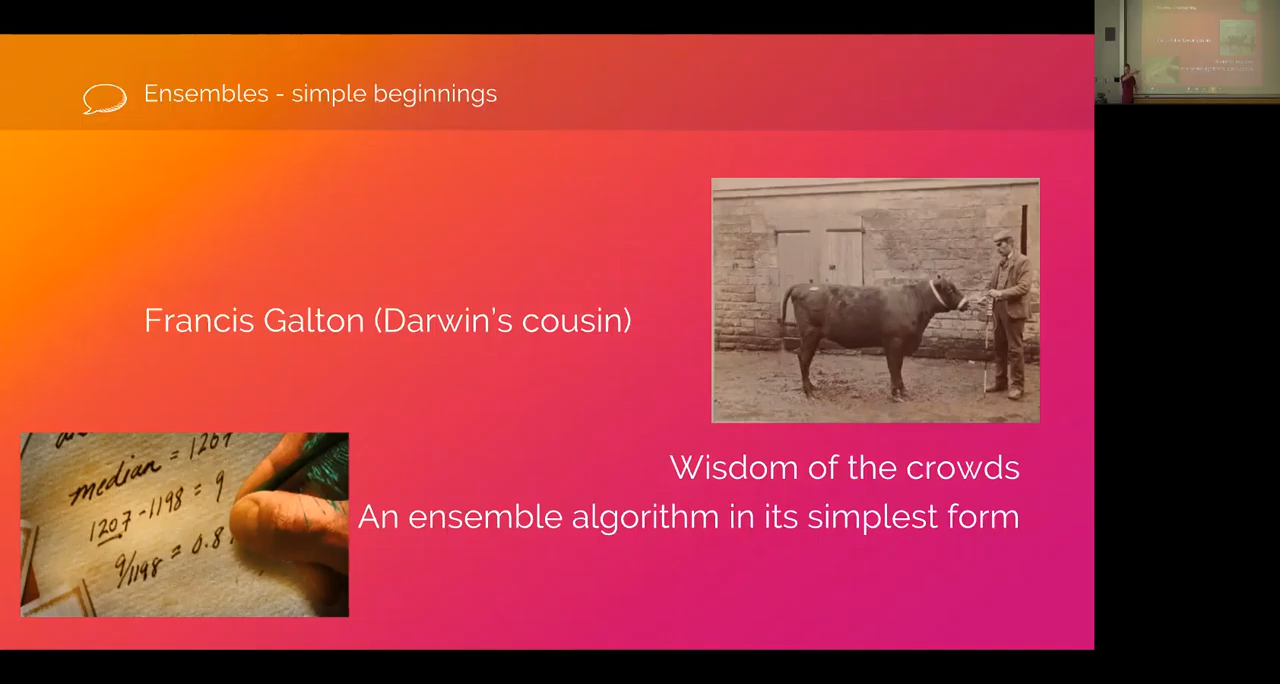 Ensembles - simple beginnings
Francis Galton (Darwin's cousin)
median = 1207
1207 - 1198 = 9
9/1198 = 0.8
Wisdom of the crowds
An ensemble algorithm in its simplest form